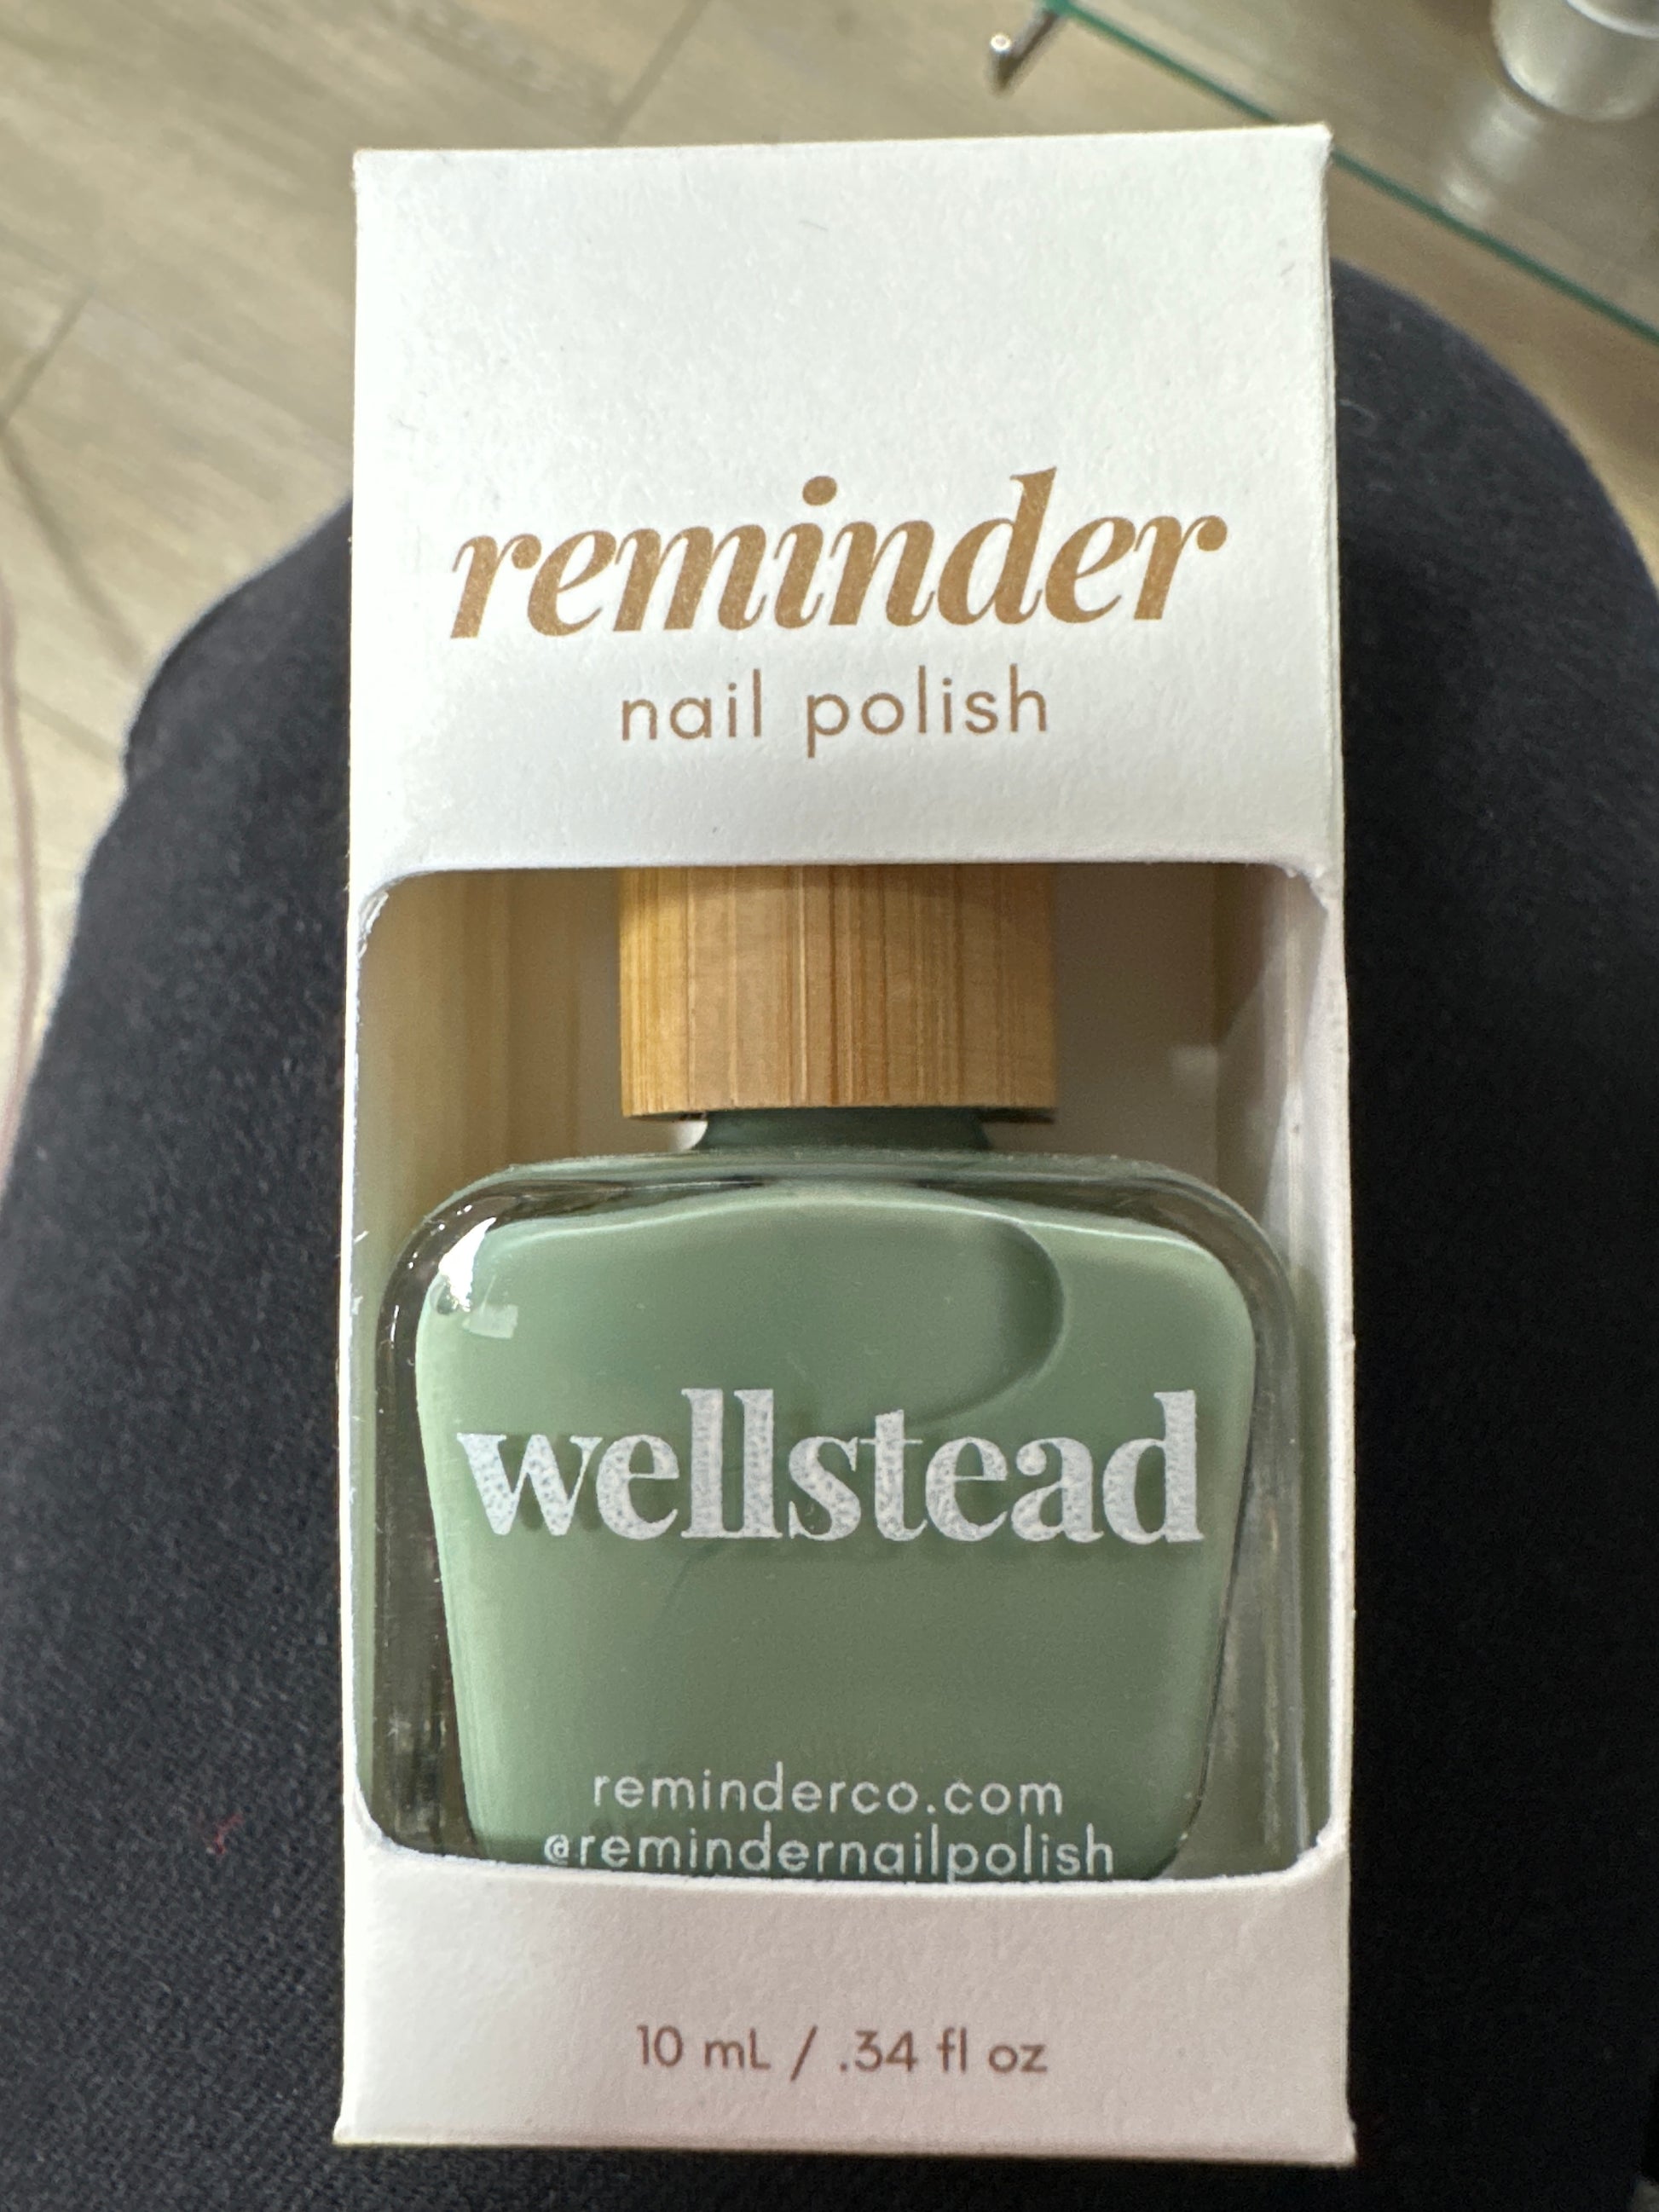 reminder
nail polish
wellstead
reminderco.com
@remindernailpolish
10 mL / .34 fl oz